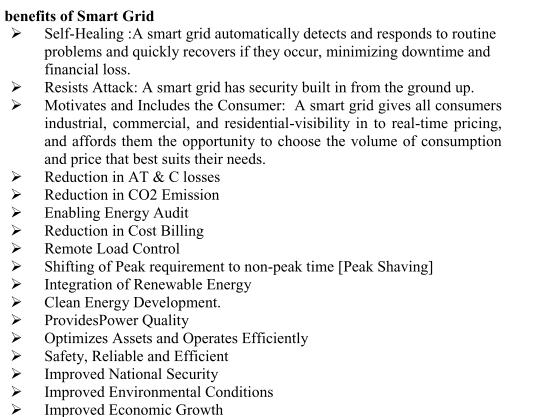 benefits of Smart Grid
➢ Self-Healing :A smart grid automatically detects and responds to routine
problems and quickly recovers if they occur, minimizing downtime and
financial loss.
➢ Resists Attack: A smart grid has security built in from the ground up.
➢ Motivates and Includes the Consumer: A smart grid gives all consumers
industrial, commercial, and residential-visibility in to real-time pricing,
and affords them the opportunity to choose the volume of consumption
and price that best suits their needs.
➢ Reduction in AT & C losses
➢ Reduction in CO2 Emission
➢ Enabling Energy Audit
➢ Reduction in Cost Billing
➢ Remote Load Control
➢ Shifting of Peak requirement to non-peak time [Peak Shaving]
➢ Integration of Renewable Energy
➢ Clean Energy Development.
➢ ProvidesPower Quality
➢ Optimizes Assets and Operates Efficiently
➢ Safety, Reliable and Efficient
➢ Improved National Security
➢ Improved Environmental Conditions
➢ Improved Economic Growth